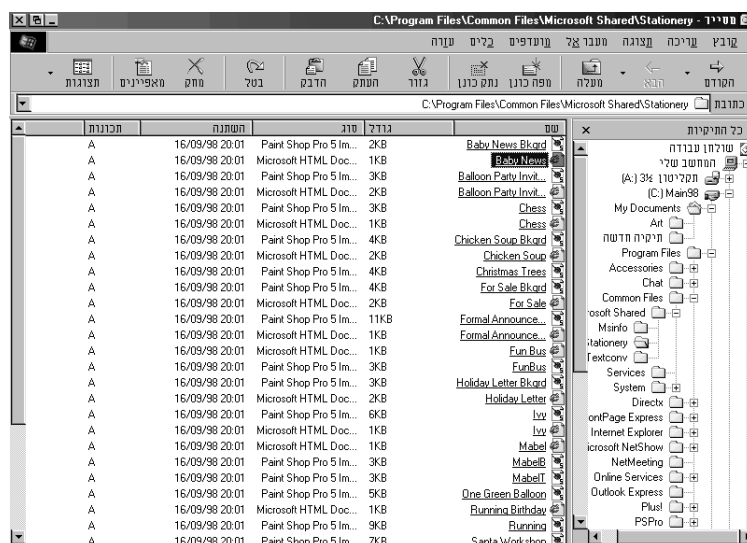 סייר - C:\Program Files\Common Files\Microsoft Shared\Stationery
קובץ עריכה תצוגה מעבר אל מועדפים כלים עזרה
הקודם הבא מעלה מפה כונן נתק כונן גזור העתק הדבק בטל מחק מאפיינים תצוגות
כתובת C:\Program Files\Common Files\Microsoft Shared\Stationery
כל התיקיות
שולחן עבודה
המחשב שלי
תקליטון 3½ (A:)
Main98 (C:)
My Documents
Art
תיקיה חדשה
Program Files
Accessories
Chat
Common Files
Msinfo
Textconv
Services
System
Directx
Internet Explorer
NetMeeting
Online Services
Outlook Express
Plus!
PSPro
שם גודל סוג השתנה תכונות
Baby News Bkgrd 2KB Paint Shop Pro 5 Im... 16/09/98 20:01 A
Baby News 1KB Microsoft HTML Doc... 16/09/98 20:01 A
Balloon Party Invit... 3KB Paint Shop Pro 5 Im... 16/09/98 20:01 A
Balloon Party Invit... 2KB Microsoft HTML Doc... 16/09/98 20:01 A
Chess 3KB Paint Shop Pro 5 Im... 16/09/98 20:01 A
Chess 1KB Microsoft HTML Doc... 16/09/98 20:01 A
Chicken Soup Bkgrd 4KB Paint Shop Pro 5 Im... 16/09/98 20:01 A
Chicken Soup 2KB Microsoft HTML Doc... 16/09/98 20:01 A
Christmas Trees 4KB Paint Shop Pro 5 Im... 16/09/98 20:01 A
For Sale Bkgrd 4KB Paint Shop Pro 5 Im... 16/09/98 20:01 A
For Sale 2KB Microsoft HTML Doc... 16/09/98 20:01 A
Formal Announce... 11KB Paint Shop Pro 5 Im... 16/09/98 20:01 A
Formal Announce... 1KB Microsoft HTML Doc... 16/09/98 20:01 A
Fun Bus 1KB Microsoft HTML Doc... 16/09/98 20:01 A
FunBus 3KB Paint Shop Pro 5 Im... 16/09/98 20:01 A
Holiday Letter Bkgrd 3KB Paint Shop Pro 5 Im... 16/09/98 20:01 A
Holiday Letter 2KB Microsoft HTML Doc... 16/09/98 20:01 A
Ivy 6KB Paint Shop Pro 5 Im... 16/09/98 20:01 A
Ivy 1KB Microsoft HTML Doc... 16/09/98 20:01 A
Mabel 1KB Microsoft HTML Doc... 16/09/98 20:01 A
MabelB 3KB Paint Shop Pro 5 Im... 16/09/98 20:01 A
MabelT 3KB Paint Shop Pro 5 Im... 16/09/98 20:01 A
One Green Balloon 5KB Paint Shop Pro 5 Im... 16/09/98 20:01 A
Running Birthday 1KB Microsoft HTML Doc... 16/09/98 20:01 A
Running 9KB Paint Shop Pro 5 Im... 16/09/98 20:01 A
Santa Workshop 7KB Paint Shop Pro 5 Im... 16/09/98 20:01 A